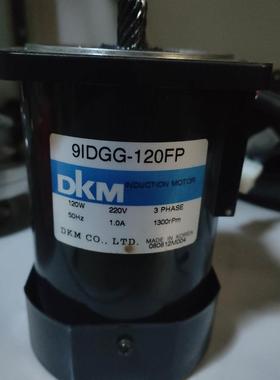 9IDGG-120FP
DKM INDUCTION MOTOR
120W 220V 3 PHASE
50Hz 1.0A 1300rPm
DKM CO., LTD. MADE IN KOREA
080812M004